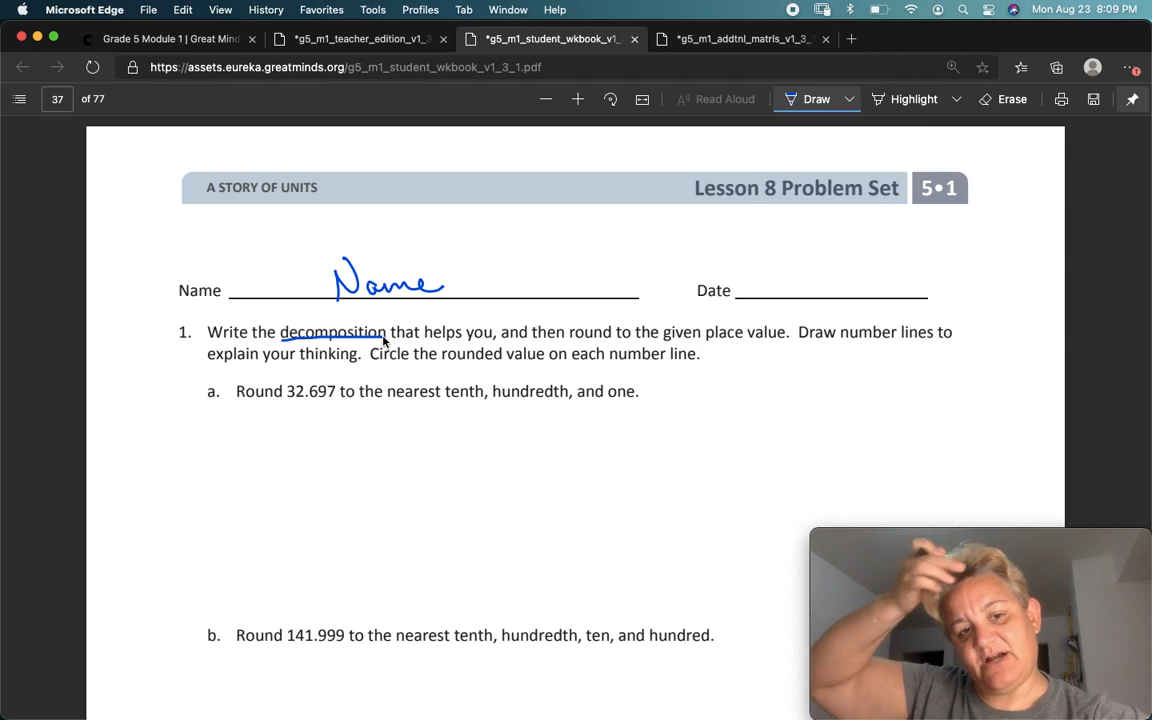 Microsoft Edge File Edit View History Favorites Tools Profiles Tab Window Help Mon Aug 23 8:09 PM
Grade 5 Module 1 | Great Mind *g5_m1_teacher_edition_v1_3 *g5_m1_student_wkbook_v1_ *g5_m1_addtnl_matrls_v1_3_
https://assets.eureka.greatminds.org/g5_m1_student_wkbook_v1_3_1.pdf
37 of 77 Read Aloud Draw Highlight Erase
A STORY OF UNITS Lesson 8 Problem Set 5•1
Name Name Date
1. Write the decomposition that helps you, and then round to the given place value. Draw number lines to
explain your thinking. Circle the rounded value on each number line.
a. Round 32.697 to the nearest tenth, hundredth, and one.
b. Round 141.999 to the nearest tenth, hundredth, ten, and hundred.